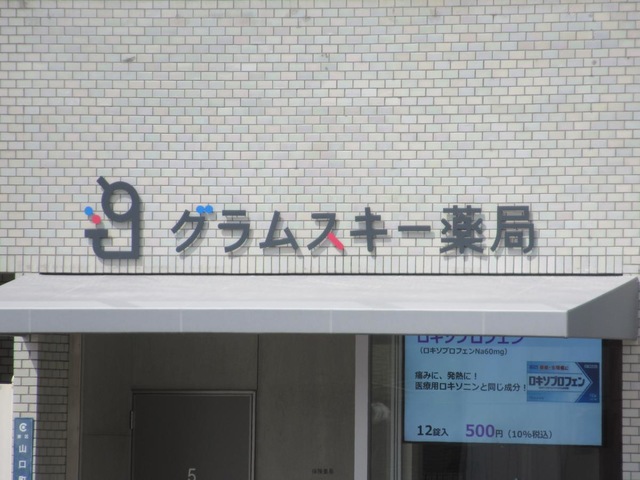 グラムスキー薬局
ロキソプロフェン
(ロキソプロフェンNa60mg)
痛みに、発熱に!
医療用ロキソニンと同じ成分!
ロキソプロフェン
12錠入 500円(10%税込)
5
山口町